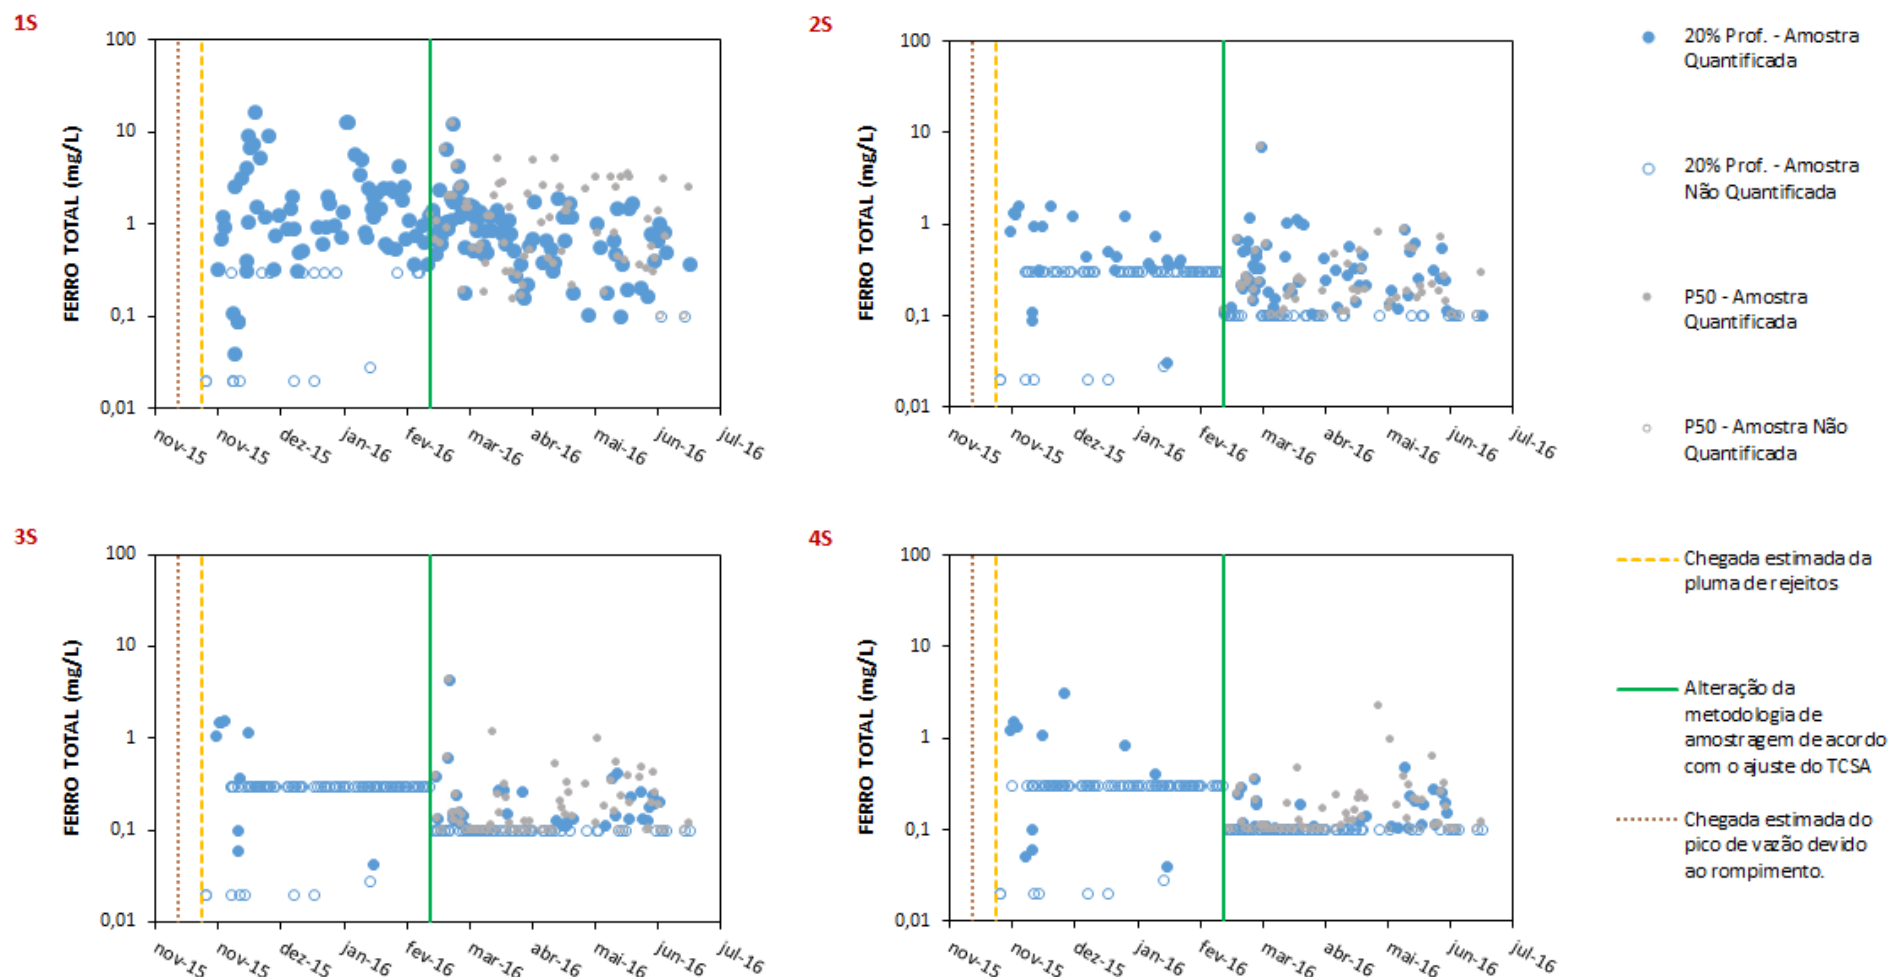 1S
FERRO TOTAL (mg/L)
100
10
1
0,1
0,01
nov-15
nov-15
dez-15
jan-16
fev-16
mar-16
abr-16
mai-16
jun-16
jul-16
2S
FERRO TOTAL (mg/L)
100
10
1
0,1
0,01
nov-15
nov-15
dez-15
jan-16
fev-16
mar-16
abr-16
mai-16
jun-16
jul-16
3S
FERRO TOTAL (mg/L)
100
10
1
0,1
0,01
nov-15
nov-15
dez-15
jan-16
fev-16
mar-16
abr-16
mai-16
jun-16
jul-16
4S
FERRO TOTAL (mg/L)
100
10
1
0,1
0,01
nov-15
nov-15
dez-15
jan-16
fev-16
mar-16
abr-16
mai-16
jun-16
jul-16
20% Prof. - Amostra
Quantificada
20% Prof. - Amostra
Não Quantificada
P50 - Amostra
Quantificada
P50 - Amostra Não
Quantificada
Chegada estimada da
pluma de rejeitos
Alteração da
metodologia de
amostragem de acordo
com o ajuste do TCSA
Chegada estimada do
pico de vazão devido
ao rompimento.